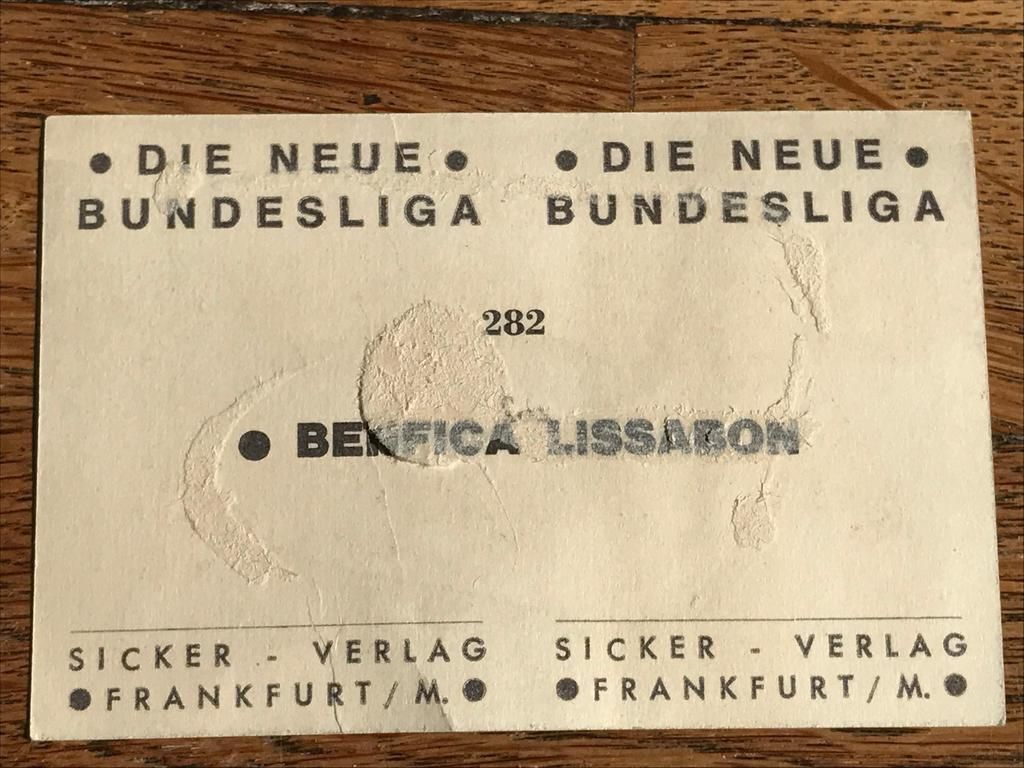 ● DIE NEUE ● ● DIE NEUE ●
BUNDESLIGA BUNDESLIGA
282
● BENFICA LISSABON
SICKER - VERLAG SICKER - VERLAG
● FRANKFURT / M. ● ● FRANKFURT / M. ●